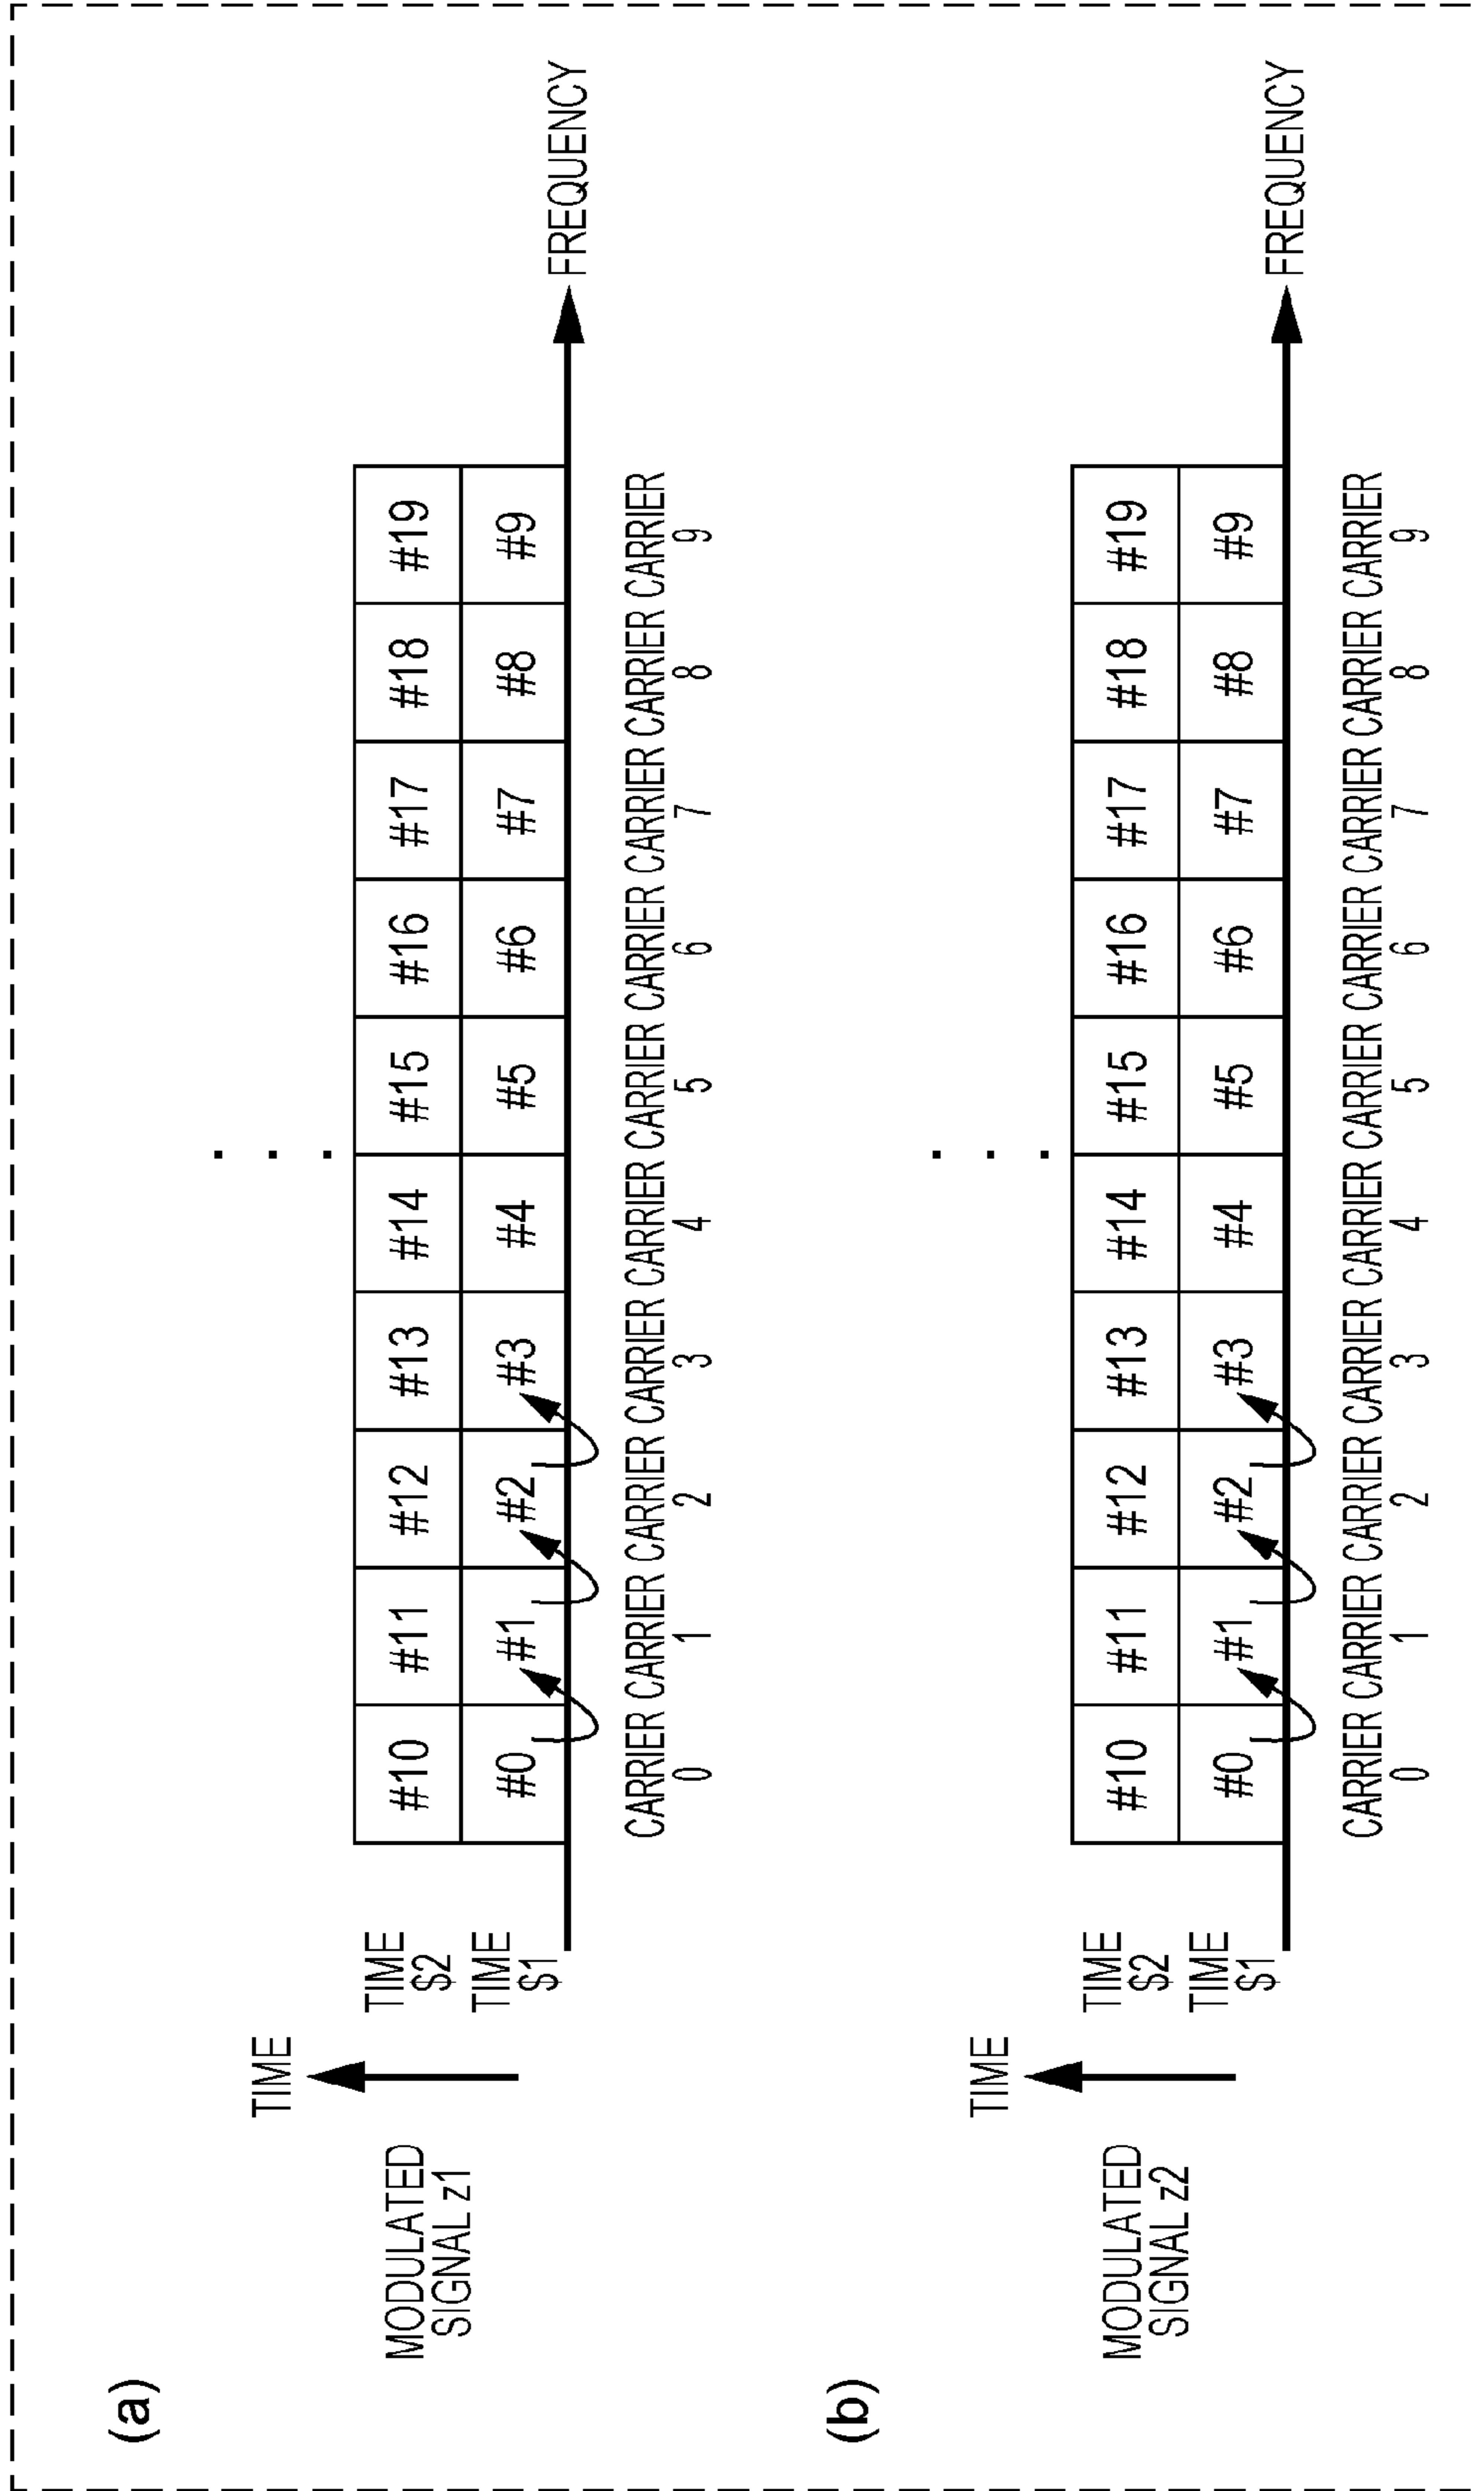 (a)
MODULATED
SIGNAL z1
TIME
TIME
$2
TIME
$1
#10 #11 #12 #13 #14 #15 #16 #17 #18 #19
#0 #1 #2 #3 #4 #5 #6 #7 #8 #9
FREQUENCY
CARRIER CARRIER CARRIER CARRIER CARRIER CARRIER CARRIER CARRIER CARRIER CARRIER
0 1 2 3 4 5 6 7 8 9
(b)
MODULATED
SIGNAL z2
TIME
TIME
$2
TIME
$1
#10 #11 #12 #13 #14 #15 #16 #17 #18 #19
#0 #1 #2 #3 #4 #5 #6 #7 #8 #9
FREQUENCY
CARRIER CARRIER CARRIER CARRIER CARRIER CARRIER CARRIER CARRIER CARRIER CARRIER
0 1 2 3 4 5 6 7 8 9